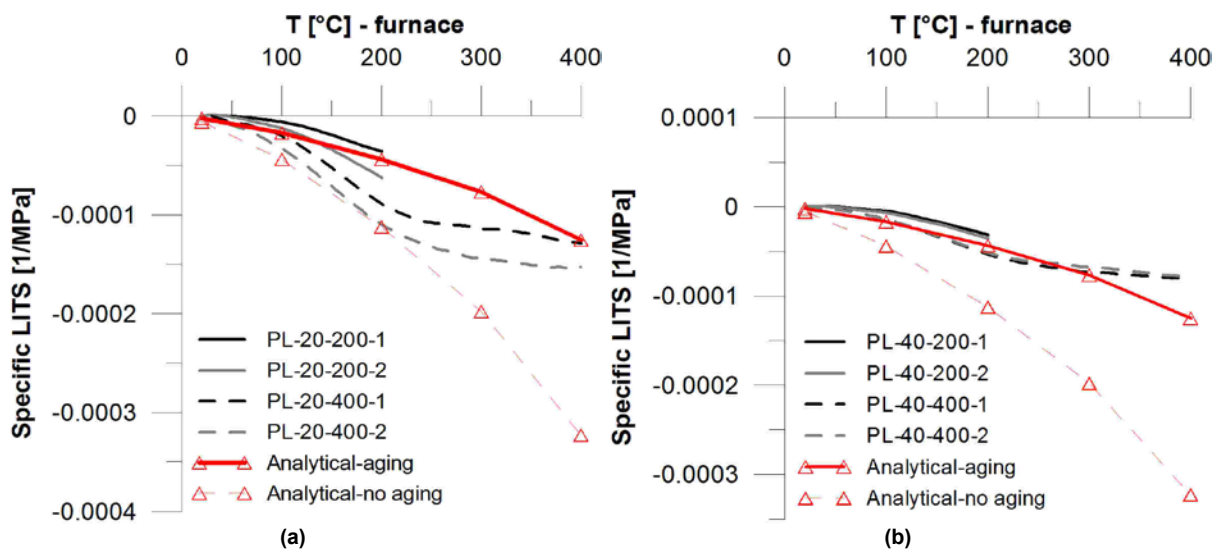 T [°C] - furnace
0 100 200 300 400
0
-0.0001
-0.0002
-0.0003
-0.0004
Specific LITS [1/MPa]
PL-20-200-1
PL-20-200-2
PL-20-400-1
PL-20-400-2
Analytical-aging
Analytical-no aging
(a)
T [°C] - furnace
0 100 200 300 400
0.0001
0
-0.0001
-0.0002
-0.0003
Specific LITS [1/MPa]
PL-40-200-1
PL-40-200-2
PL-40-400-1
PL-40-400-2
Analytical-aging
Analytical-no aging
(b)